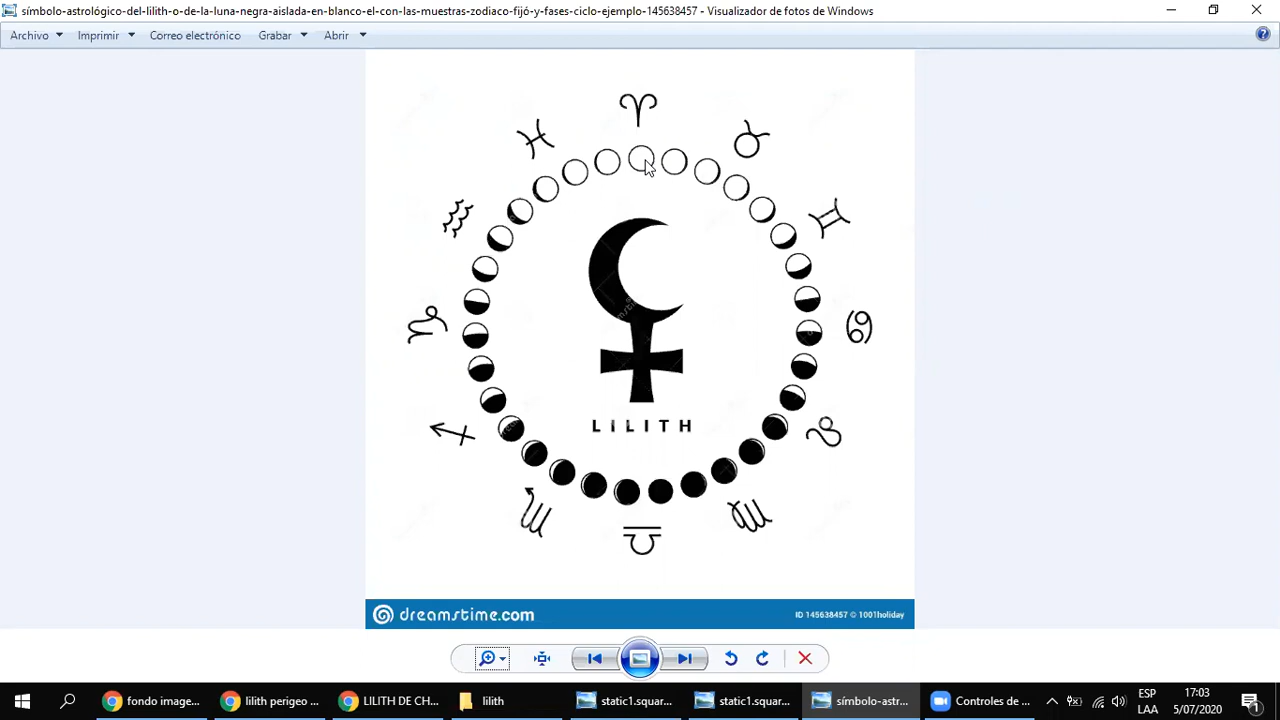 símbolo-astrológico-del-lilith-o-de-la-luna-negra-aislada-en-blanco-el-con-las-muestras-zodiaco-fijó-y-fases-ciclo-ejemplo-145638457 - Visualizador de fotos de Windows
Archivo Imprimir Correo electrónico Grabar Abrir
LILITH
dreamstime.com
ID 145638457 © 1001holiday
fondo image... lilith perigeo ... LILITH DE CH... lilith static1.squar... static1.squar... símbolo-astr... Controles de ...
ESP
LAA
17:03
5/07/2020
1